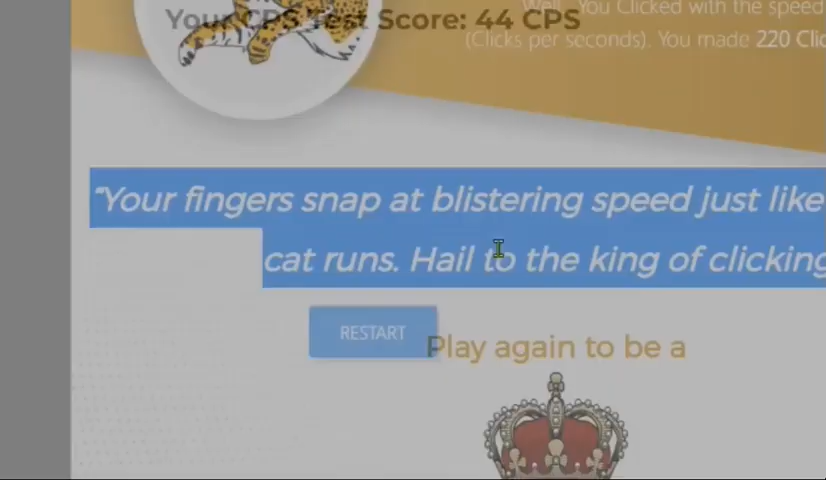 Your CPS Test Score: 44 CPS
Well, You Clicked with the speed
(Clicks per seconds). You made 220 Clic
"Your fingers snap at blistering speed just like
cat runs. Hail to the king of clicking
RESTART
Play again to be a